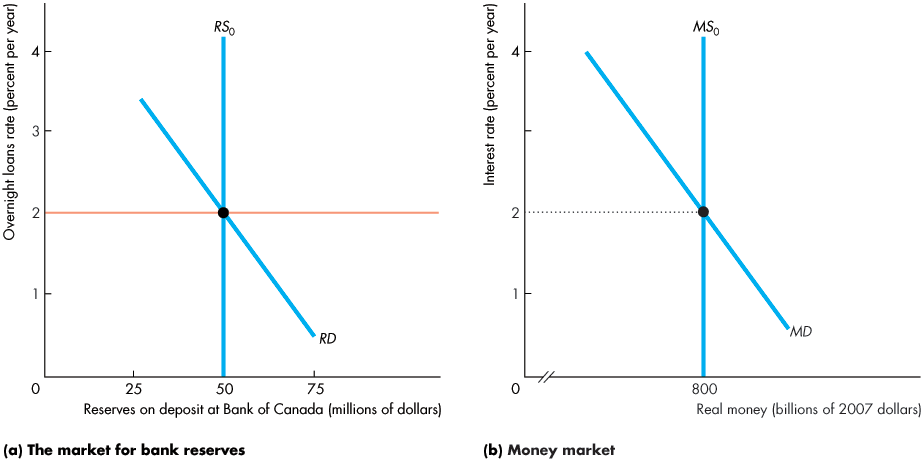 Overnight loans rate (percent per year)
RS₀
4
3
2
1
0
RD
25 50 75
Reserves on deposit at Bank of Canada (millions of dollars)
(a) The market for bank reserves
Interest rate (percent per year)
MS₀
4
2
1
0
MD
800
Real money (billions of 2007 dollars)
(b) Money market